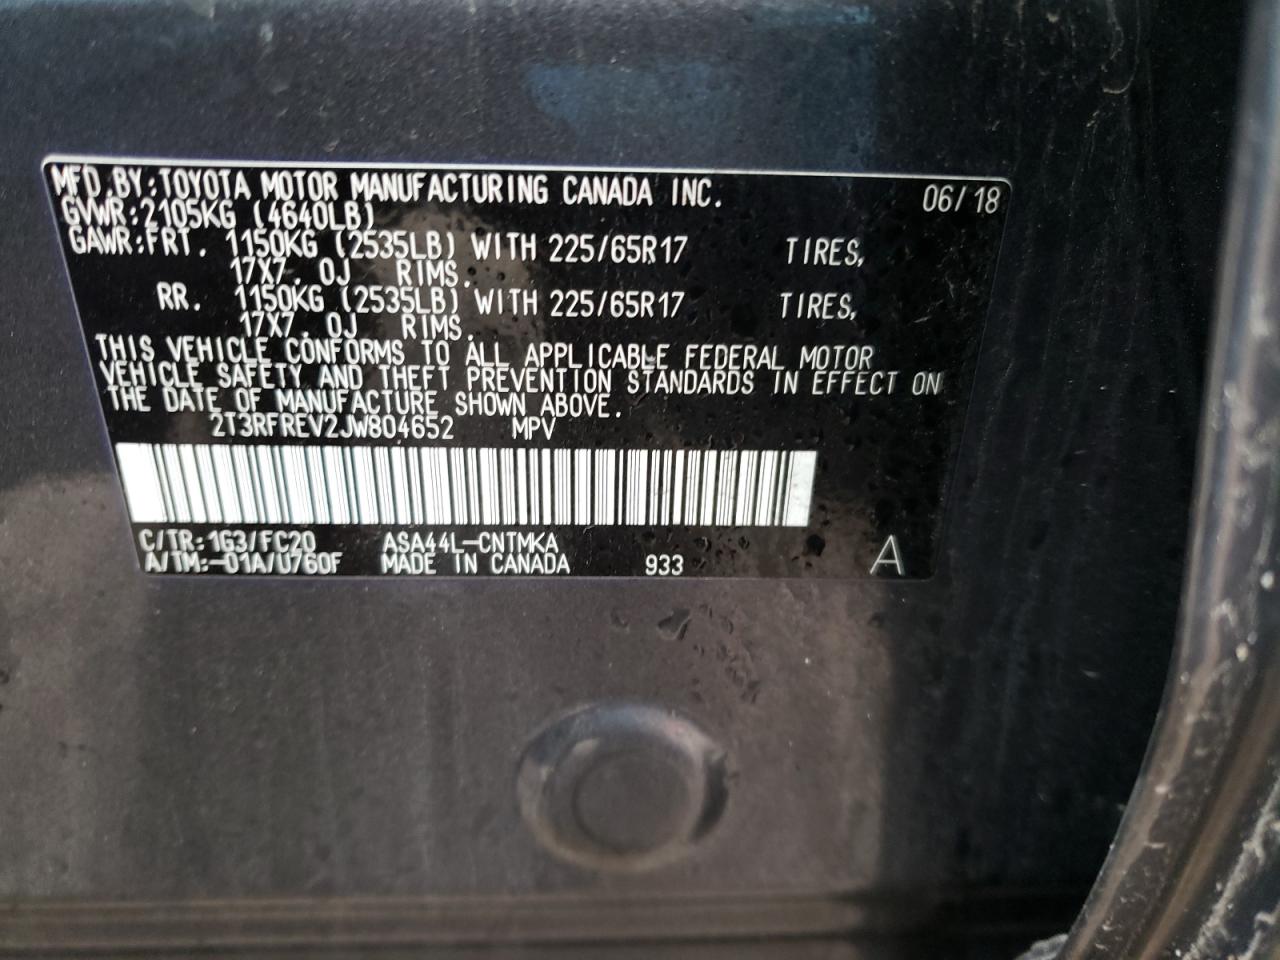 MFD.BY:TOYOTA MOTOR MANUFACTURING CANADA INC. 06/18
GVWR:2105KG (4640LB)
GAWR:FRT. 1150KG (2535LB) WITH 225/65R17 TIRES,
17X7.0J RIMS.
RR. 1150KG (2535LB) WITH 225/65R17 TIRES,
17X7.0J RIMS.
THIS VEHICLE CONFORMS TO ALL APPLICABLE FEDERAL MOTOR
VEHICLE SAFETY AND THEFT PREVENTION STANDARDS IN EFFECT ON
THE DATE OF MANUFACTURE SHOWN ABOVE.
2T3RFREV2JW804652 MPV
C/TR:1G3/FC20 ASA44L-CNTMKA
A/TM:-01A/U760F MADE IN CANADA 933 A